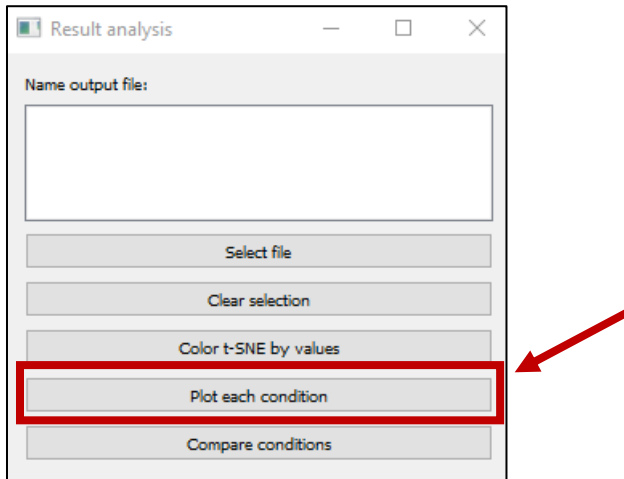 Result analysis
Name output file:
Select file
Clear selection
Color t-SNE by values
Plot each condition
Compare conditions